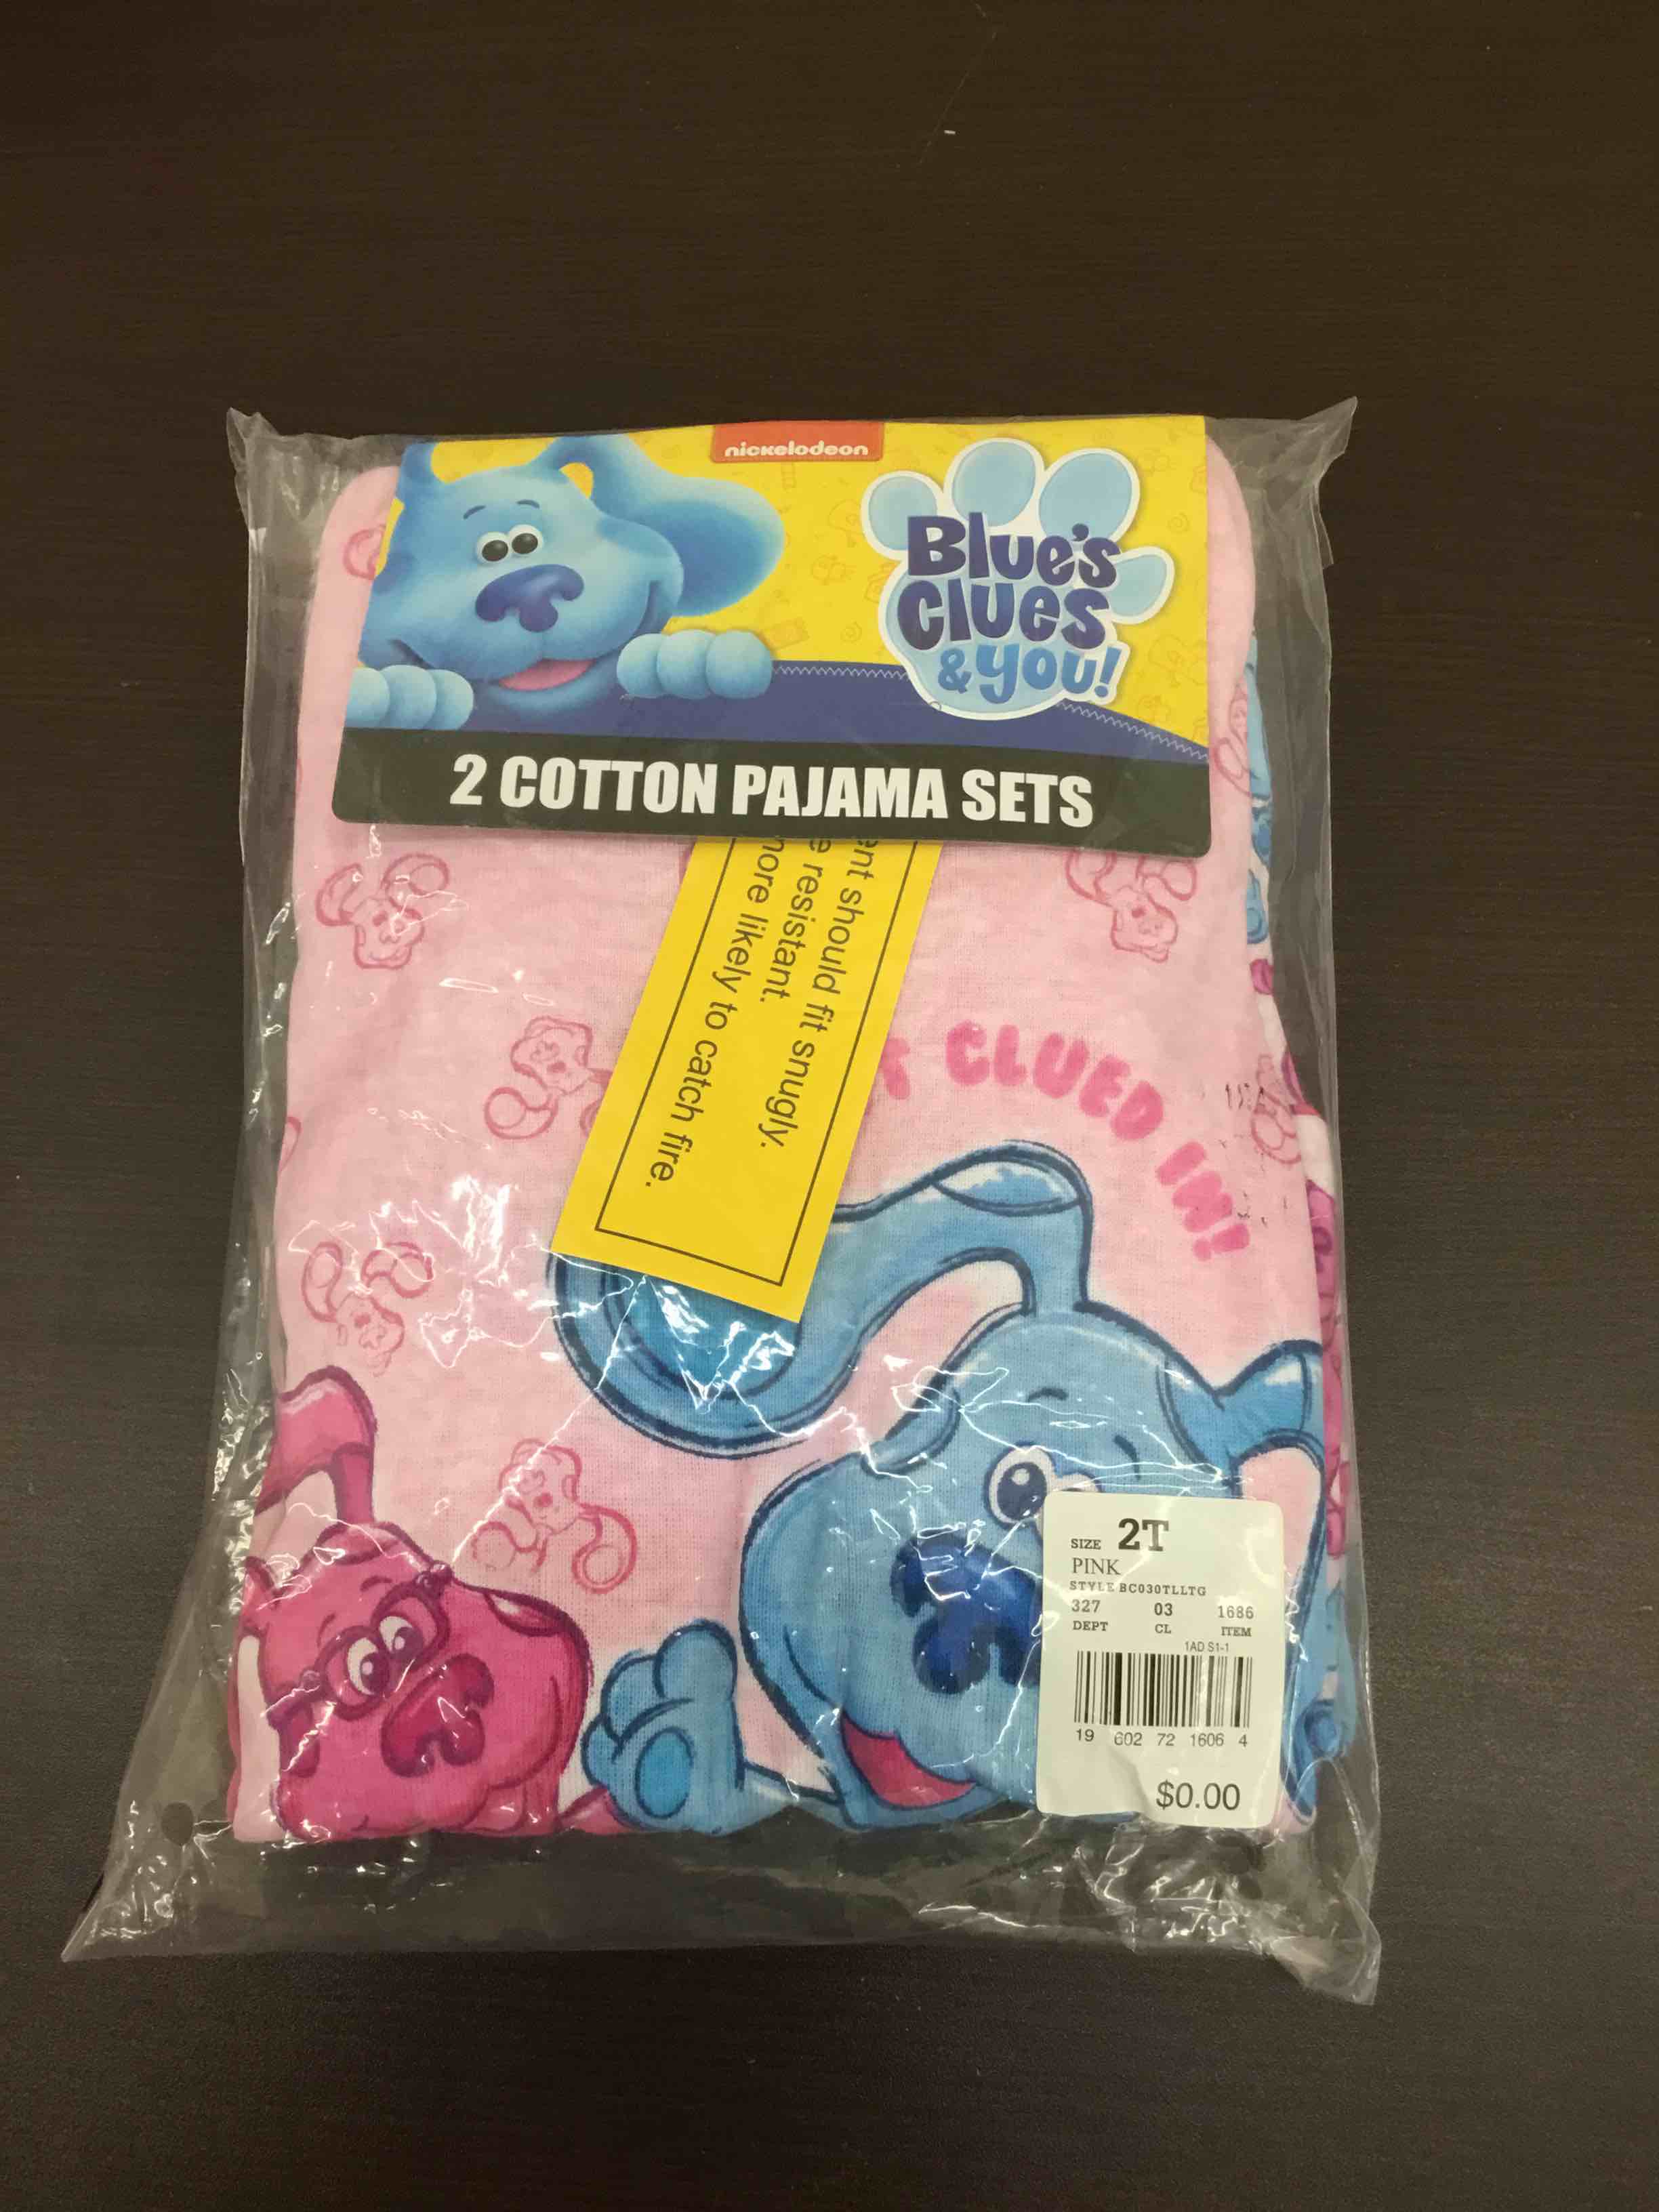 nickelodeon
Blue's
Clues
& you!
2 COTTON PAJAMA SETS
should fit snugly.
resistant.
likely to catch fire.
CLUED IN!
SIZE 2T
PINK
STYLE BC030TLLTG
327 03 1686
DEPT CL ITEM
1AD S1-1
19 602 72 1606 4
$0.00